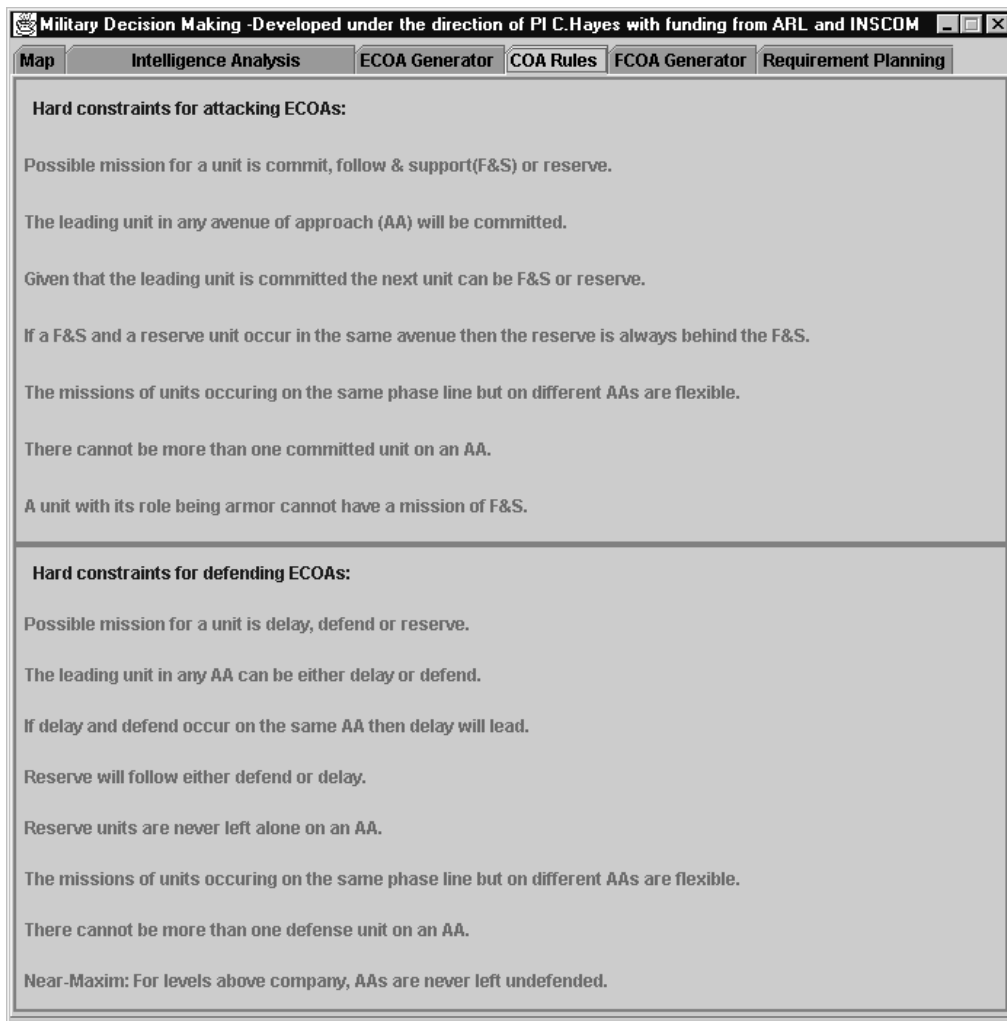 Military Decision Making -Developed under the direction of PI C.Hayes with funding from ARL and INSCOM
Map Intelligence Analysis ECOA Generator COA Rules FCOA Generator Requirement Planning
Hard constraints for attacking ECOAs:
Possible mission for a unit is commit, follow & support(F&S) or reserve.
The leading unit in any avenue of approach (AA) will be committed.
Given that the leading unit is committed the next unit can be F&S or reserve.
If a F&S and a reserve unit occur in the same avenue then the reserve is always behind the F&S.
The missions of units occuring on the same phase line but on different AAs are flexible.
There cannot be more than one committed unit on an AA.
A unit with its role being armor cannot have a mission of F&S.
Hard constraints for defending ECOAs:
Possible mission for a unit is delay, defend or reserve.
The leading unit in any AA can be either delay or defend.
If delay and defend occur on the same AA then delay will lead.
Reserve will follow either defend or delay.
Reserve units are never left alone on an AA.
The missions of units occuring on the same phase line but on different AAs are flexible.
There cannot be more than one defense unit on an AA.
Near-Maxim: For levels above company, AAs are never left undefended.